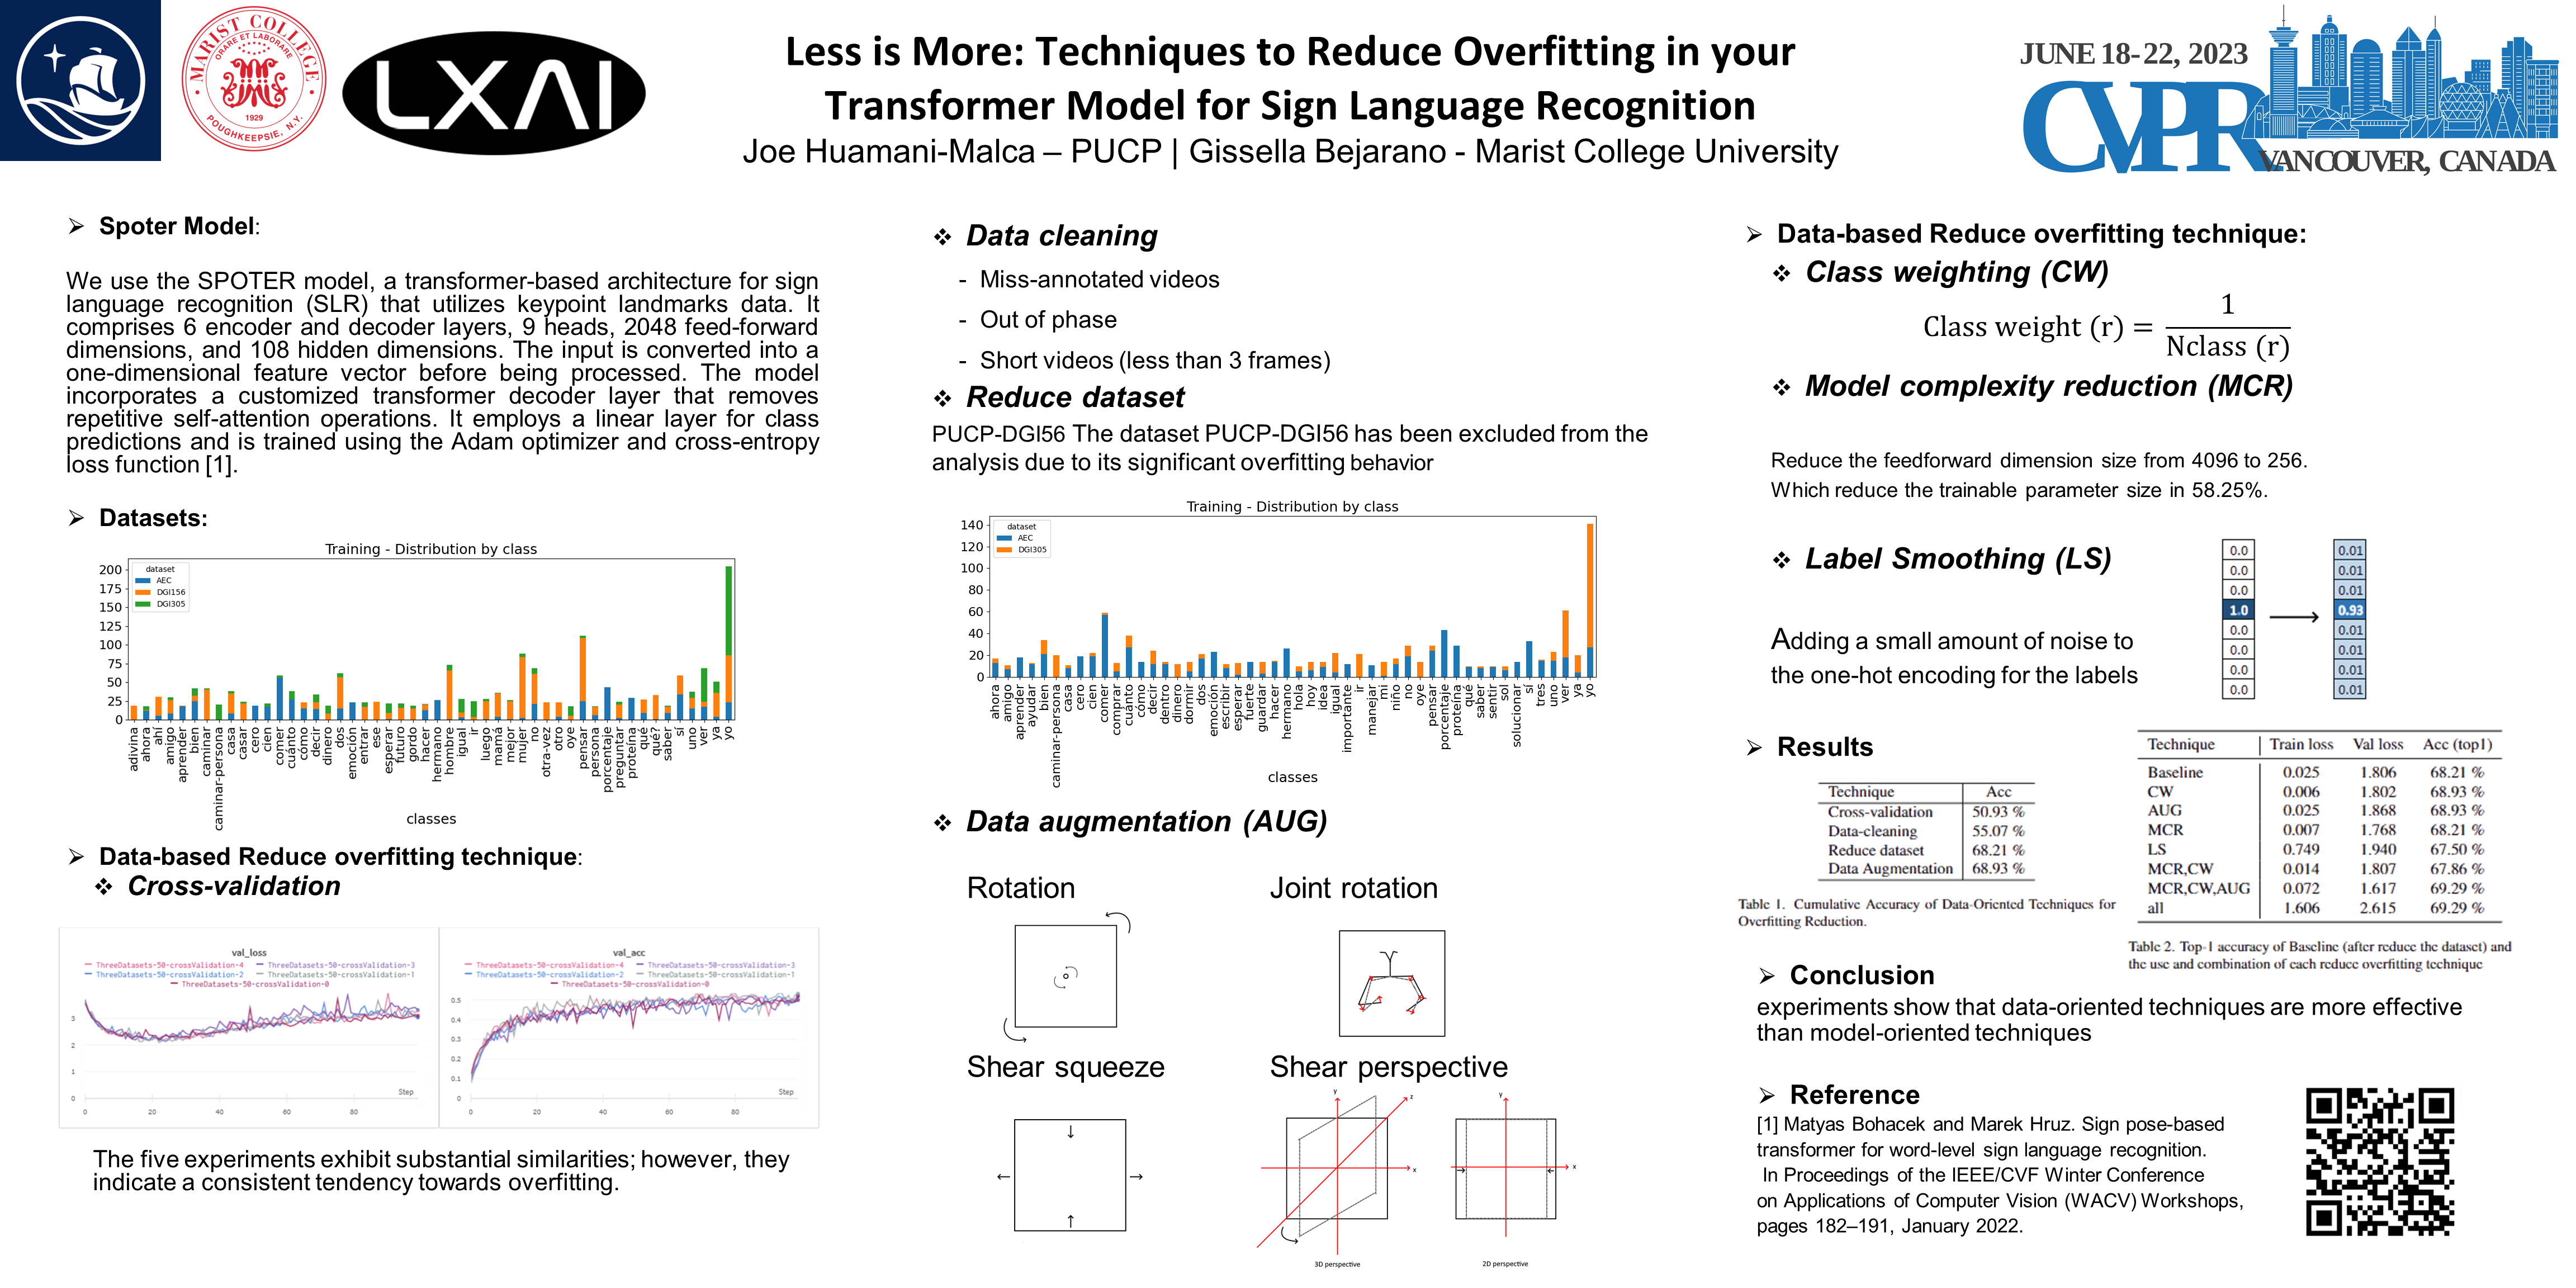 MARIST COLLEGE
ORARE ET LABORARE
1929
POUGHKEEPSIE, N.Y.
LXAI
Less is More: Techniques to Reduce Overfitting in your
Transformer Model for Sign Language Recognition
Joe Huamani-Malca – PUCP | Gissella Bejarano - Marist College University
JUNE 18-22, 2023
CVPR
VANCOUVER, CANADA
➢ Spoter Model:
We use the SPOTER model, a transformer-based architecture for sign
language recognition (SLR) that utilizes keypoint landmarks data. It
comprises 6 encoder and decoder layers, 9 heads, 2048 feed-forward
dimensions, and 108 hidden dimensions. The input is converted into a
one-dimensional feature vector before being processed. The model
incorporates a customized transformer decoder layer that removes
repetitive self-attention operations. It employs a linear layer for class
predictions and is trained using the Adam optimizer and cross-entropy
loss function [1].
➢ Datasets:
Training - Distribution by class
dataset
AEC
DGI156
DGI305
200
175
150
125
100
75
50
25
0
adivina
ahora
ahí
amigo
aprender
bien
caminar
caminar-persona
casa
casar
cero
cien
comer
cuánto
cómo
decir
dinero
dos
emoción
entrar
ese
esperar
futuro
gordo
hacer
hermano
hombre
igual
ir
luego
mamá
mejor
mujer
no
otra-vez
otro
oye
pensar
persona
porcentaje
preguntar
proteína
qué
qué?
saber
sí
uno
ver
ya
yo
classes
➢ Data-based Reduce overfitting technique:
❖ Cross-validation
val_loss
ThreeDatasets-50-crossValidation-4 ThreeDatasets-50-crossValidation-3
ThreeDatasets-50-crossValidation-2 ThreeDatasets-50-crossValidation-1
ThreeDatasets-50-crossValidation-0
3
2
1
0
Step
0 20 40 60 80
val_acc
ThreeDatasets-50-crossValidation-4 ThreeDatasets-50-crossValidation-3
ThreeDatasets-50-crossValidation-2 ThreeDatasets-50-crossValidation-1
ThreeDatasets-50-crossValidation-0
0.5
0.4
0.3
0.2
0.1
0
Step
0 20 40 60 80
The five experiments exhibit substantial similarities; however, they
indicate a consistent tendency towards overfitting.
❖ Data cleaning
- Miss-annotated videos
- Out of phase
- Short videos (less than 3 frames)
❖ Reduce dataset
PUCP-DGI56 The dataset PUCP-DGI56 has been excluded from the
analysis due to its significant overfitting behavior
Training - Distribution by class
dataset
AEC
DGI305
140
120
100
80
60
40
20
0
ahora
amigo
aprender
ayudar
bien
caminar-persona
casa
cero
cien
comer
comprar
cuánto
cómo
decir
dentro
dinero
dormir
dos
emoción
escribir
esperar
fuerte
guardar
hacer
hermano
hola
hoy
idea
igual
importante
ir
manejar
mi
niño
no
oye
pensar
porcentaje
proteína
qué
saber
sentir
sol
solucionar
sí
tres
uno
ver
ya
yo
classes
❖ Data augmentation (AUG)
Rotation
Joint rotation
Shear squeeze
Shear perspective
y
z
x
3D perspective
y
x
2D perspective
➢ Data-based Reduce overfitting technique:
❖ Class weighting (CW)
Class weight (r) = 1 / Nclass (r)
❖ Model complexity reduction (MCR)
Reduce the feedforward dimension size from 4096 to 256.
Which reduce the trainable parameter size in 58.25%.
❖ Label Smoothing (LS)
Adding a small amount of noise to
the one-hot encoding for the labels
0.0 0.01
0.0 0.01
0.0 0.01
1.0 0.93
0.0 0.01
0.0 0.01
0.0 0.01
0.0 0.01
➢ Results
Technique Acc
Cross-validation 50.93 %
Data-cleaning 55.07 %
Reduce dataset 68.21 %
Data Augmentation 68.93 %
Table 1. Cumulative Accuracy of Data-Oriented Techniques for
Overfitting Reduction.
Technique Train loss Val loss Acc (top1)
Baseline 0.025 1.806 68.21 %
CW 0.006 1.802 68.93 %
AUG 0.025 1.868 68.93 %
MCR 0.007 1.768 68.21 %
LS 0.749 1.940 67.50 %
MCR,CW 0.014 1.807 67.86 %
MCR,CW,AUG 0.072 1.617 69.29 %
all 1.606 2.615 69.29 %
Table 2. Top-1 accuracy of Baseline (after reduce the dataset) and
the use and combination of each reduce overfitting technique
➢ Conclusion
experiments show that data-oriented techniques are more effective
than model-oriented techniques
➢ Reference
[1] Matyas Bohacek and Marek Hruz. Sign pose-based
transformer for word-level sign language recognition.
In Proceedings of the IEEE/CVF Winter Conference
on Applications of Computer Vision (WACV) Workshops,
pages 182–191, January 2022.